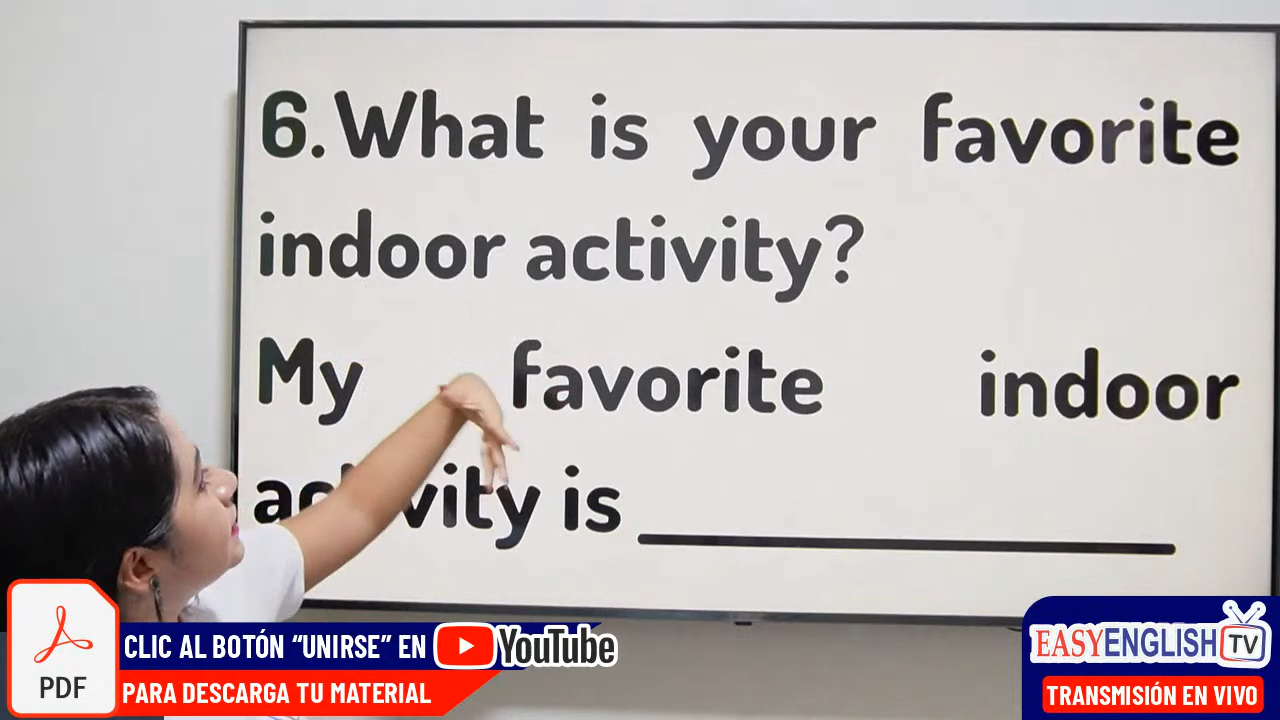 6.What is your favorite
indoor activity?
My favorite indoor
activity is
PDF
CLIC AL BOTÓN “UNIRSE” EN YouTube
PARA DESCARGA TU MATERIAL
EASYENGLISH TV
TRANSMISIÓN EN VIVO